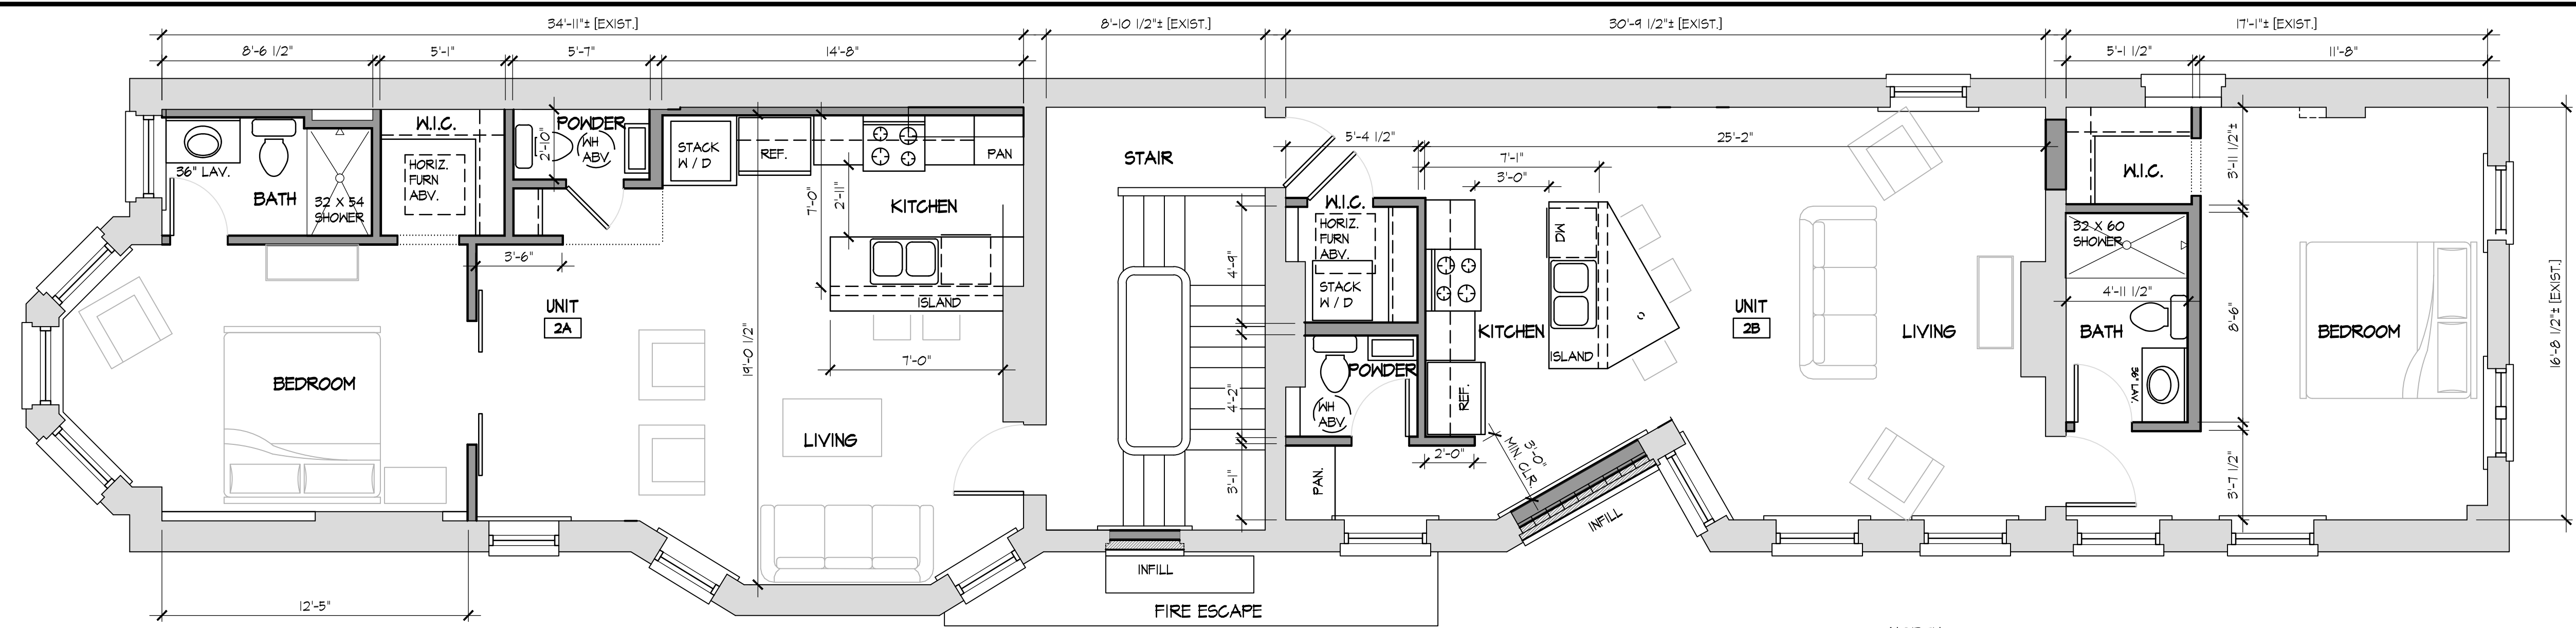 34'-11"± [EXIST.]
8'-10 1/2"± [EXIST.]
30'-9 1/2"± [EXIST.]
17'-1"± [EXIST.]
8'-6 1/2"
5'-1"
5'-7"
14'-8"
5'-1 1/2"
11'-8"
36" LAV.
BATH
32 X 54
SHOWER
W.I.C.
HORIZ.
FURN
ABV.
2'-10"
POWDER
WH
ABV.
STACK
W / D
REF.
PAN
7'-0"
2'-11"
KITCHEN
ISLAND
3'-6"
UNIT
2A
BEDROOM
19'-0 1/2"
7'-0"
LIVING
12'-5"
STAIR
INFILL
FIRE ESCAPE
5'-4 1/2"
25'-2"
7'-1"
3'-0"
W.I.C.
HORIZ.
FURN
ABV.
STACK
W / D
4'-9"
4'-2"
3'-1"
POWDER
WH
ABV.
PAN.
KITCHEN
DW
ISLAND
REF.
2'-0"
3'-0"
MIN. CLR.
INFILL
UNIT
2B
LIVING
W.I.C.
3'-11 1/2"±
32 X 60
SHOWER
4'-11 1/2"
BATH
36" LAV.
8'-6"
3'-7 1/2"
BEDROOM
16'-8 1/2"± [EXIST.]